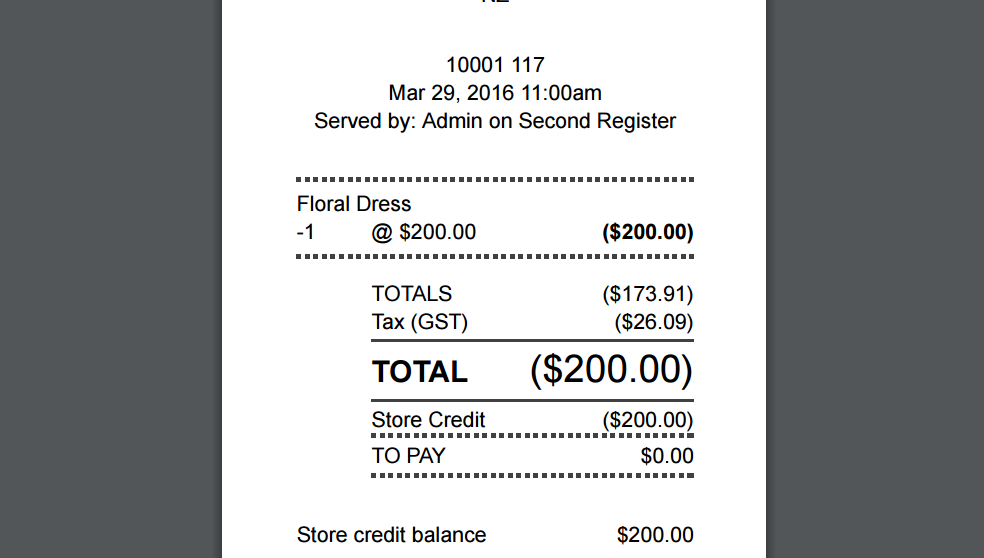 10001 117
Mar 29, 2016 11:00am
Served by: Admin on Second Register
Floral Dress
-1 @ $200.00 ($200.00)
TOTALS ($173.91)
Tax (GST) ($26.09)
TOTAL ($200.00)
Store Credit ($200.00)
TO PAY $0.00
Store credit balance $200.00